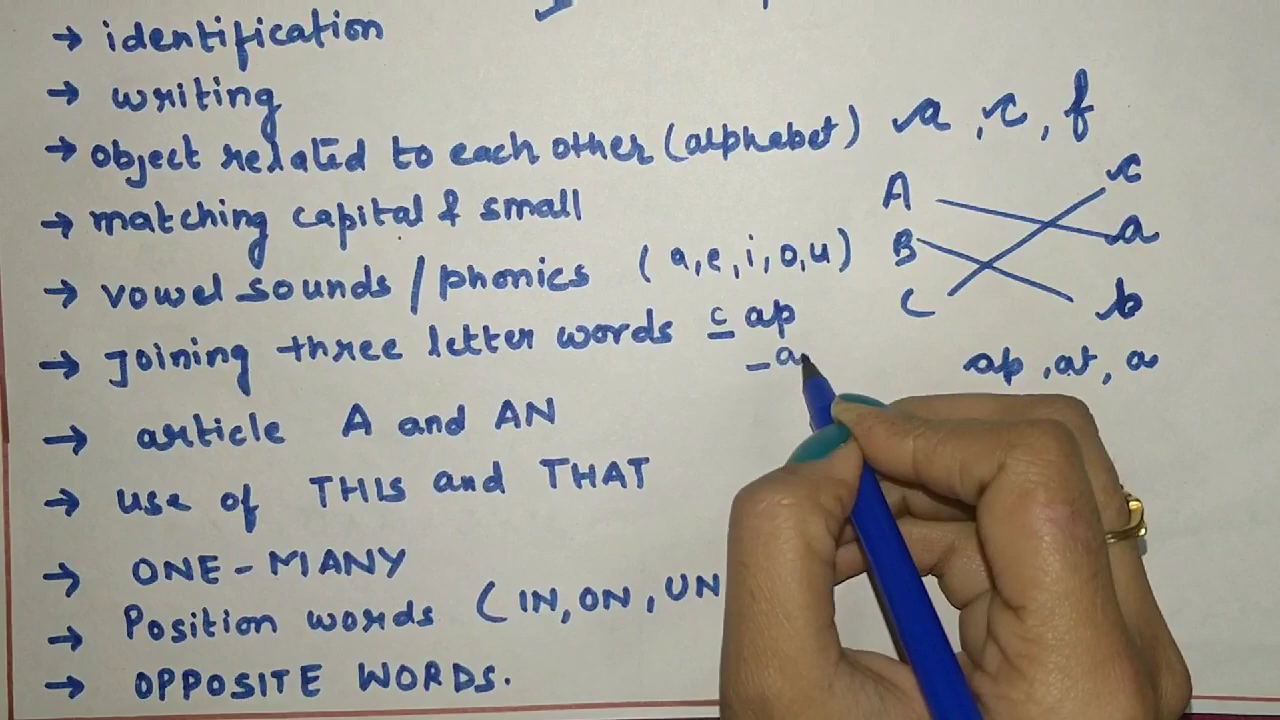 → identification
→ writing
→ object related to each other (alphabet) a, c, f
→ matching capital & small
A c
B a
C b
→ vowel sounds / phonics (a, e, i, o, u)
→ Joining three letter words c ap
_a
ap, at, a
→ article A and AN
→ use of THIS and THAT
→ ONE - MANY
→ Position words (IN, ON, UN
→ OPPOSITE WORDS.